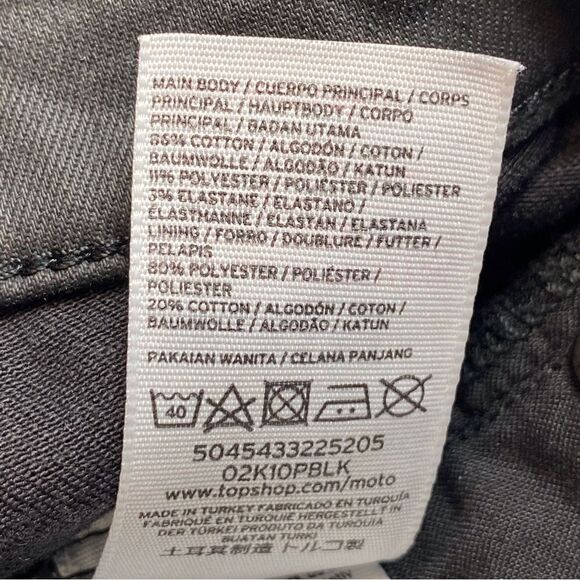 MAIN BODY / CUERPO PRINCIPAL / CORPS
PRINCIPAL / HAUPTBODY / CORPO
PRINCIPAL / BADAN UTAMA
86% COTTON / ALGODÓN / COTON /
BAUMWOLLE / ALGODÃO / KATUN
11% POLYESTER / POLIÉSTER / POLIESTER
3% ELASTANE / ELASTANO /
ÉLASTHANNE / ELASTAN / ELASTANA
LINING / FORRO / DOUBLURE / FUTTER /
PELAPIS
80% POLYESTER / POLIÉSTER /
POLIESTER
20% COTTON / ALGODÓN / COTON /
BAUMWOLLE / ALGODÃO / KATUN
PAKAIAN WANITA / CELANA PANJANG
40
5045433225205
02K10PBLK
www.topshop.com/moto
MADE IN TURKEY FABRICADO EN TURQUÍA
FABRIQUÉ EN TURQUIE HERGESTELLT IN
DER TÜRKEI PRODUTO DA TURQUIA
BUATAN TURKI
土耳其制造 トルコ製